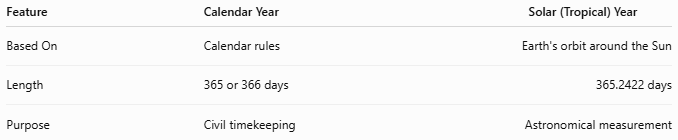 Feature Calendar Year Solar (Tropical) Year
Based On Calendar rules Earth's orbit around the Sun
Length 365 or 366 days 365.2422 days
Purpose Civil timekeeping Astronomical measurement